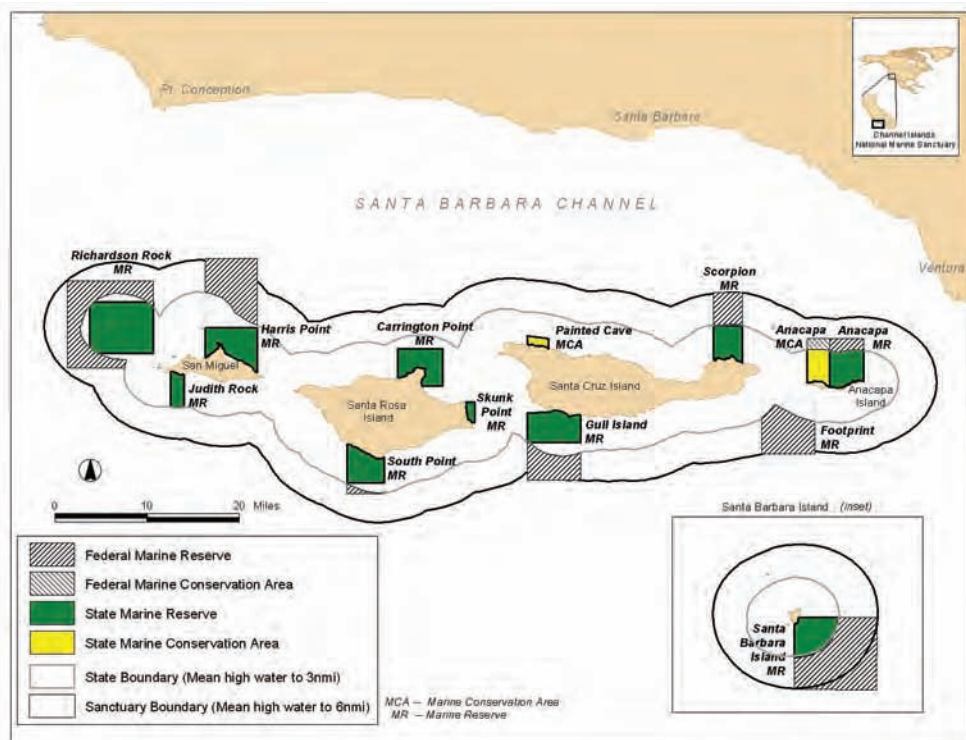 Pt. Conception
Santa Barbara
Channel Islands
National Marine Sanctuary
SANTA BARBARA CHANNEL
Ventura
Richardson Rock
MR
Harris Point
MR
San Miguel
Judith Rock
MR
Carrington Point
MR
Santa Rosa
Island
Skunk
Point
MR
South Point
MR
Painted Cave
MCA
Santa Cruz Island
Gull Island
MR
Scorpion
MR
Anacapa
MCA
Anacapa
MR
Anacapa
Island
Footprint
MR
0 10 20 Miles
Santa Barbara Island (inset)
Santa
Barbara
Island
MR
Federal Marine Reserve
Federal Marine Conservation Area
State Marine Reserve
State Marine Conservation Area
State Boundary (Mean high water to 3nmi)
Sanctuary Boundary (Mean high water to 6nmi)
MCA – Marine Conservation Area
MR – Marine Reserve